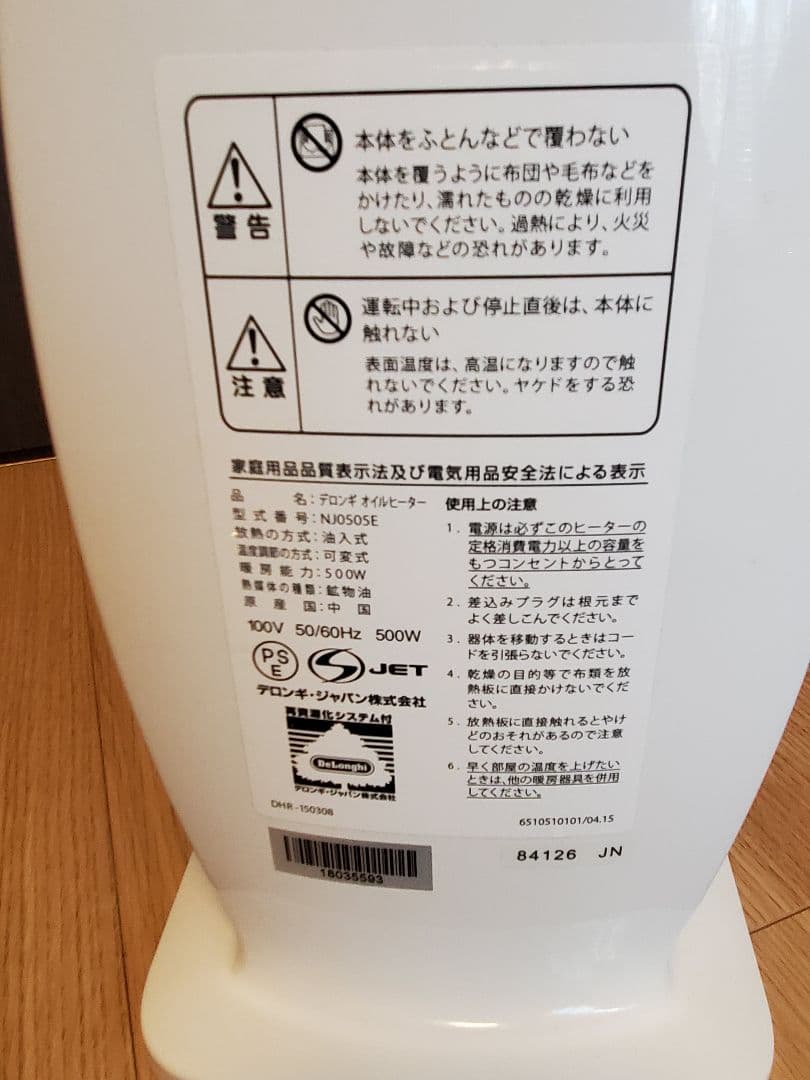 警告
本体をふとんなどで覆わない
本体を覆うように布団や毛布などを
かけたり、濡れたものの乾燥に利用
しないでください。過熱により、火災
や故障などの恐れがあります。
注意
運転中および停止直後は、本体に
触れない
表面温度は、高温になりますので触
れないでください。ヤケドをする恐
れがあります。
家庭用品品質表示法及び電気用品安全法による表示
品名:デロンギ オイルヒーター
型式番号:NJ0505E
放熱の方式:油入式
温度調節の方式:可変式
暖房能力:500W
熱媒体の種類:鉱物油
原産国:中国
100V 50/60Hz 500W
PS
E
JET
デロンギ・ジャパン株式会社
再資源化システム付
DeLonghi
デロンギ・ジャパン株式会社
DHR-150308
使用上の注意
1. 電源は必ずこのヒーターの
定格消費電力以上の容量を
もつコンセントからとって
ください。
2. 差込みプラグは根元まで
よく差しこんでください。
3. 器体を移動するときはコー
ドを引張らないでください。
4. 乾燥の目的等で布類を放
熱板に直接かけないでくだ
さい。
5. 放熱板に直接触れるとやけ
どのおそれがあるので注意
してください。
6. 早く部屋の温度を上げたい
ときは、他の暖房器具を併用
してください。
6510510101/04.15
18035593
84126 JN